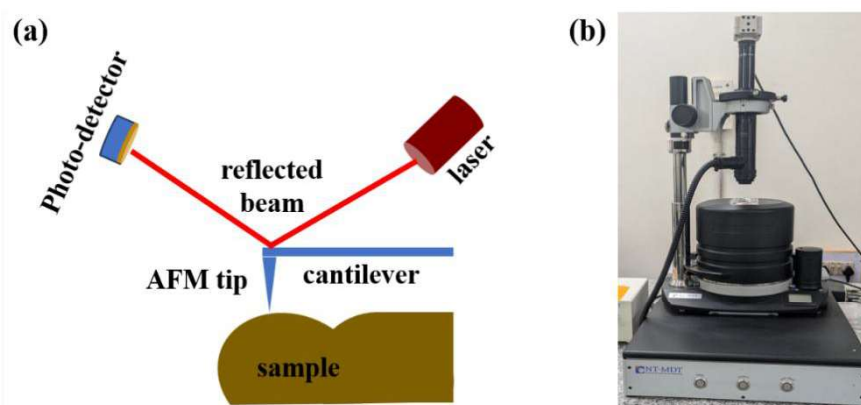 (a)
Photo-detector
reflected
beam
laser
AFM tip
cantilever
sample
(b)
NT-MDT